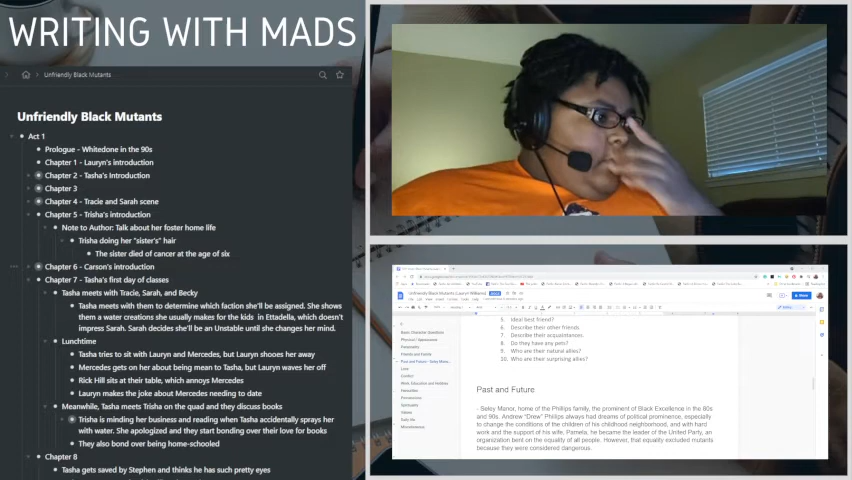 WRITING WITH MADS
Unfriendly Black Mutants
Unfriendly Black Mutants
Act 1
Prologue - Whitedone in the 90s
Chapter 1 - Lauryn's introduction
Chapter 2 - Tasha's Introduction
Chapter 3
Chapter 4 - Tracie and Sarah scene
Chapter 5 - Trisha's introduction
Note to Author: Talk about her foster home life
Trisha doing her "sister's" hair
The sister died of cancer at the age of six
Chapter 6 - Carson's introduction
Chapter 7 - Tasha's first day of classes
Tasha meets with Tracie, Sarah, and Becky
Tasha meets with them to determine which faction she'll be assigned. She shows
them a water creations she usually makes for the kids in Ettadella, which doesn't
impress Sarah. Sarah decides she'll be an Unstable until she changes her mind.
Lunchtime
Tasha tries to sit with Lauryn and Mercedes, but Lauryn shooes her away
Mercedes gets on her about being mean to Tasha, but Lauryn waves her off
Rick Hill sits at their table, which annoys Mercedes
Lauryn makes the joke about Mercedes needing to date
Meanwhile, Tasha meets Trisha on the quad and they discuss books
Trisha is minding her business and reading when Tasha accidentally sprays her
with water. She apologized and they start bonding over their love for books
They also bond over being home-schooled
Chapter 8
Tasha gets saved by Stephen and thinks he has such pretty eyes
5. Ideal best friend?
6. Describe their other friends.
7. Describe their acquaintances.
8. Do they have any pets?
9. Who are their natural allies?
10. Who are their surprising allies?
Past and Future
- Seley Manor, home of the Phillips family, the prominent of Black Excellence in the 80s
and 90s. Andrew "Drew" Phillips always had dreams of political prominence, especially
to change the conditions of the children of his childhood neighborhood, and with hard
work and the support of his wife, Pamela, he became the leader of the United Party, an
organization bent on the equality of all people. However, that equality excluded mutants
because they were considered dangerous.